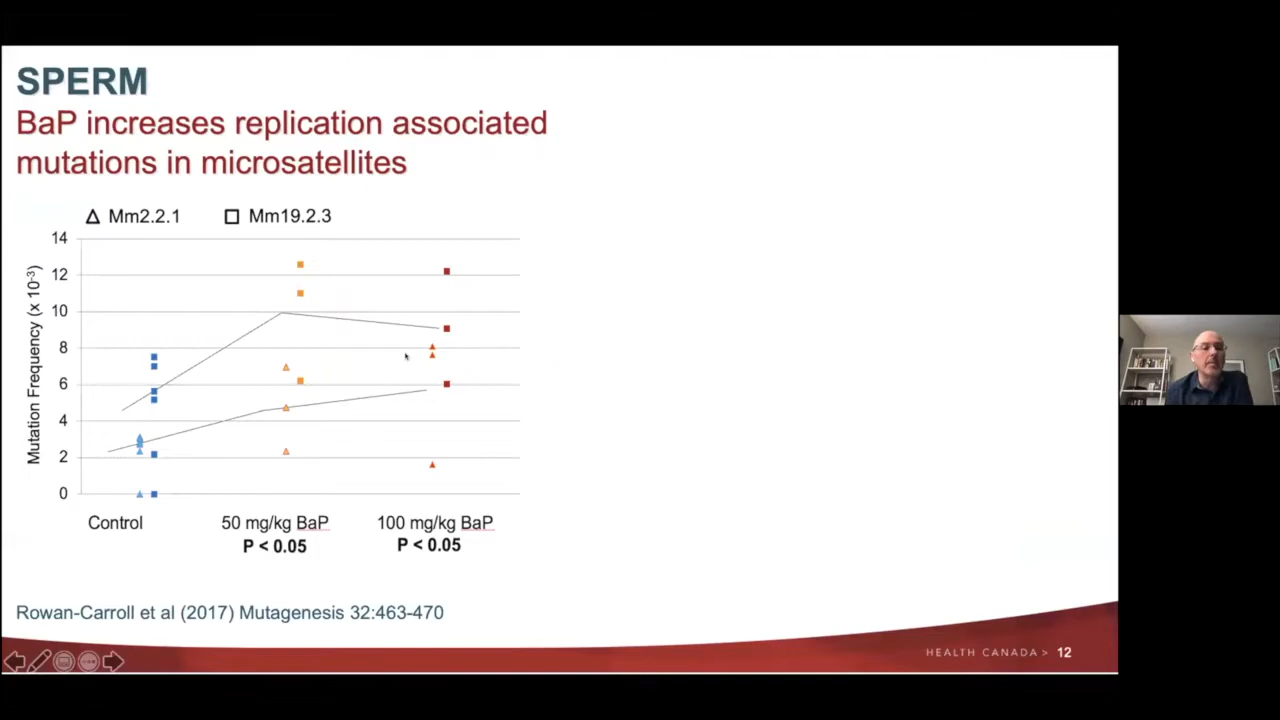 SPERM
BaP increases replication associated
mutations in microsatellites
Mm2.2.1 Mm19.2.3
Mutation Frequency (x 10-3)
14
12
10
8
6
4
2
0
Control 50 mg/kg BaP 100 mg/kg BaP
P < 0.05 P < 0.05
Rowan-Carroll et al (2017) Mutagenesis 32:463-470
HEALTH CANADA > 12